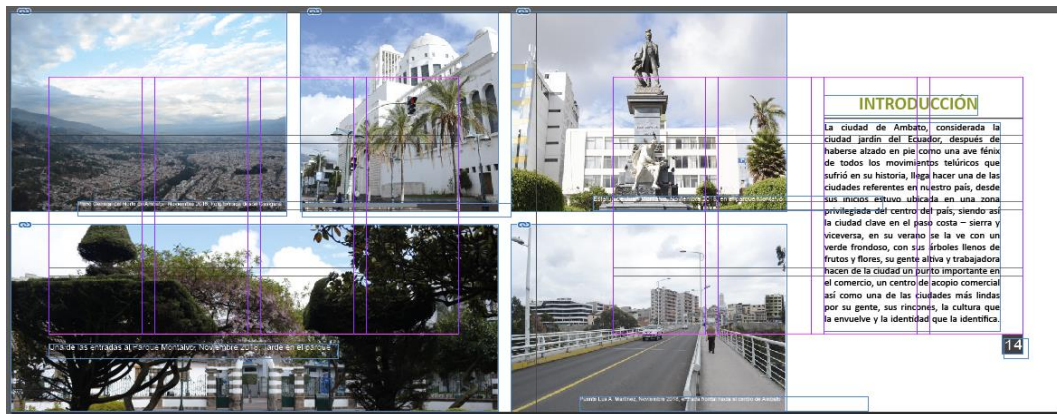 INTRODUCCIÓN
La ciudad de Ambato, considerada la
ciudad jardín del Ecuador, después de
haberse alzado en pie como una ave fénix
de todos los movimientos telúricos que
sufrió en su historia, llega hacer una de las
ciudades referentes en nuestro país, desde
sus inicios estuvo ubicada en una zona
privilegiada del centro del país, siendo así
la ciudad clave en el paso costa – sierra y
viceversa, en su verano se la ve con un
verde frondoso, con sus árboles llenos de
frutos y flores, su gente altiva y trabajadora
hacen de la ciudad un punto importante en
el comercio, un centro de acopio comercial
así como una de las ciudades más lindas
por su gente, sus rincones, la cultura que
la envuelve y la identidad que la identifica.
Una de las entradas al Parque Montalvo, Noviembre 2016, Tarde en el parque
Puente Luis A. Martínez, Noviembre 2016, entrada frontal hacia el centro de Ambato
14